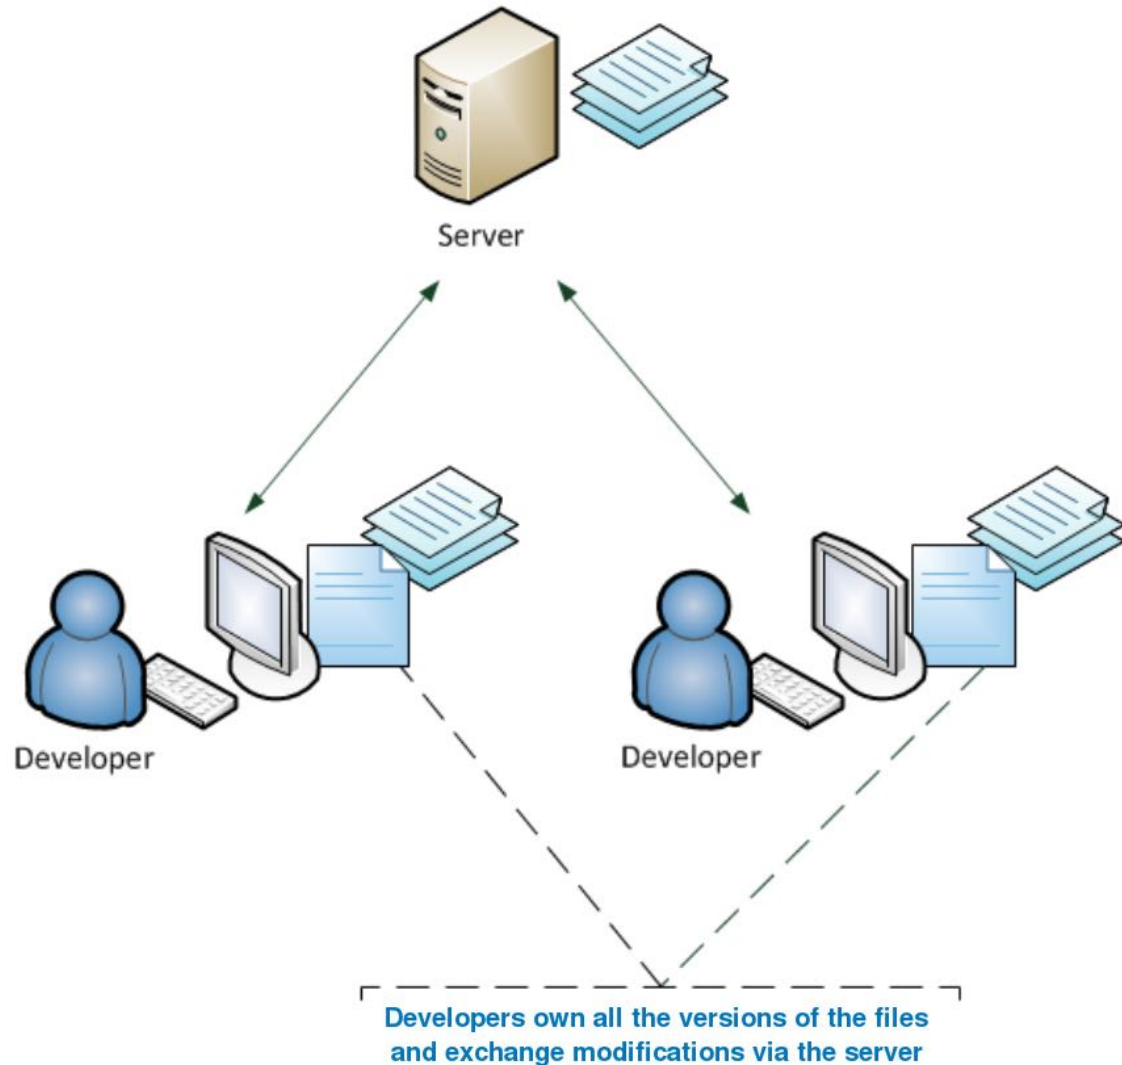 Server
Developer
Developer
Developers own all the versions of the files
and exchange modifications via the server